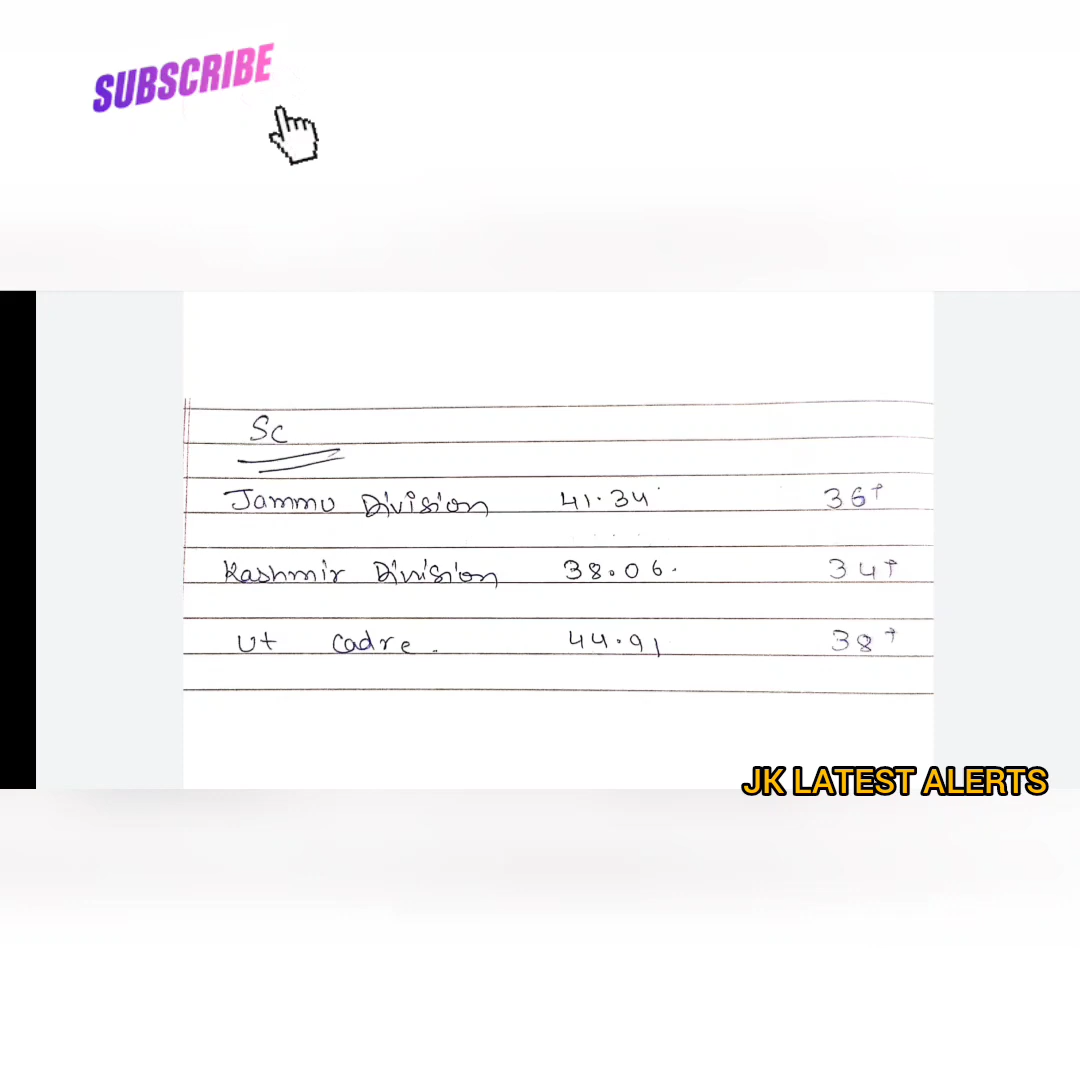 SUBSCRIBE
Sc
Jammu Division 41.34 36↑
Kashmir Division 38.06. 34↑
Ut Cadre. 44.91 38↑
JK LATEST ALERTS